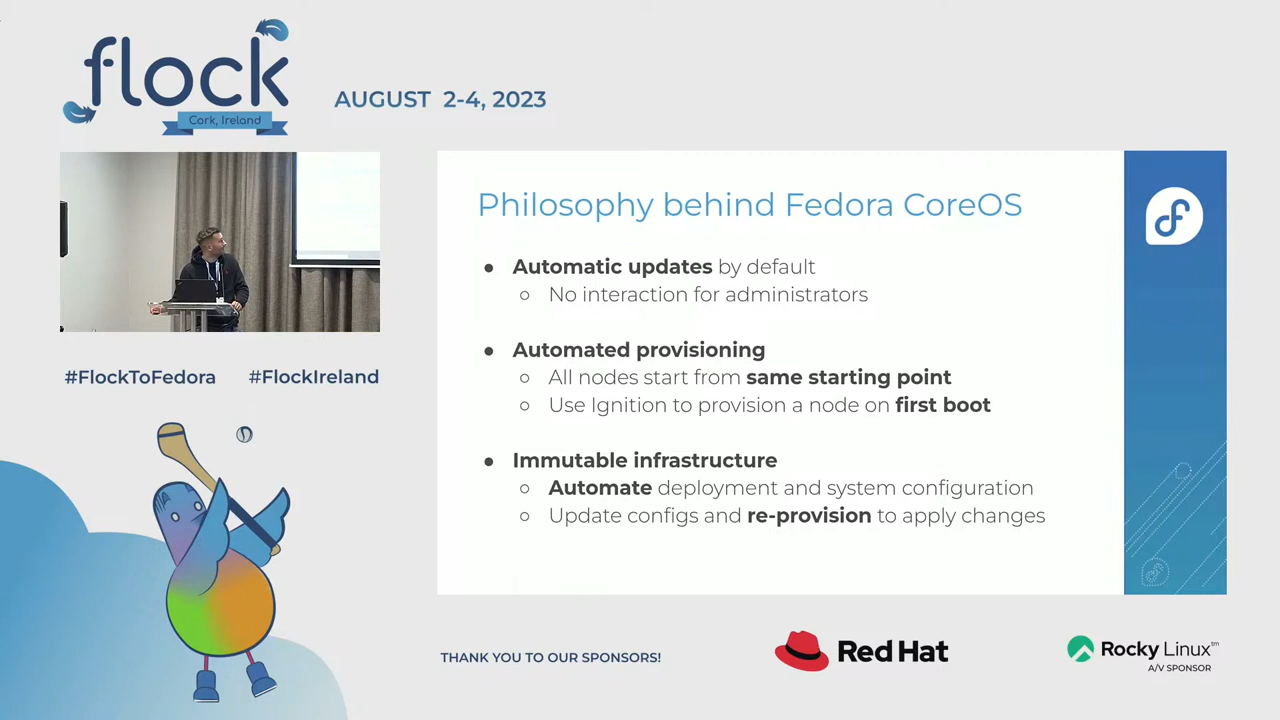 flock
Cork, Ireland
AUGUST 2-4, 2023
#FlockToFedora #FlockIreland
Philosophy behind Fedora CoreOS
● Automatic updates by default
○ No interaction for administrators
● Automated provisioning
○ All nodes start from same starting point
○ Use Ignition to provision a node on first boot
● Immutable infrastructure
○ Automate deployment and system configuration
○ Update configs and re-provision to apply changes
THANK YOU TO OUR SPONSORS!
Red Hat
Rocky Linux™
A/V SPONSOR